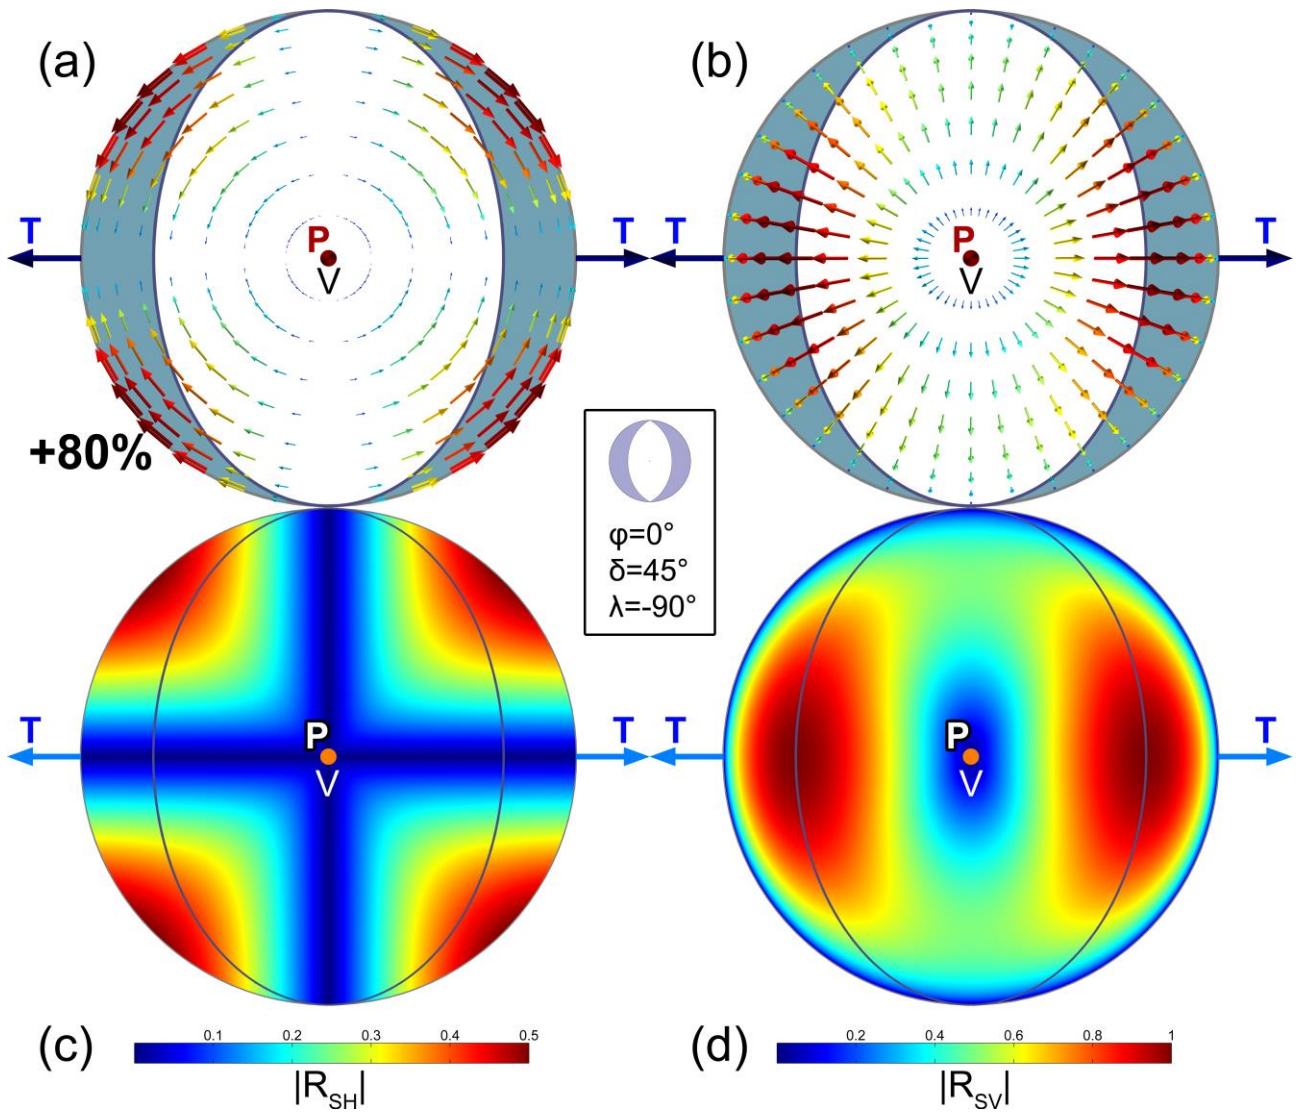 (a)
(b)
T
P
V
T
T
P
V
T
+80%
φ=0°
δ=45°
λ=-90°
T
P
V
T
T
P
V
T
(c)
0.1 0.2 0.3 0.4 0.5
|R_SH|
(d)
0.2 0.4 0.6 0.8 1
|R_SV|